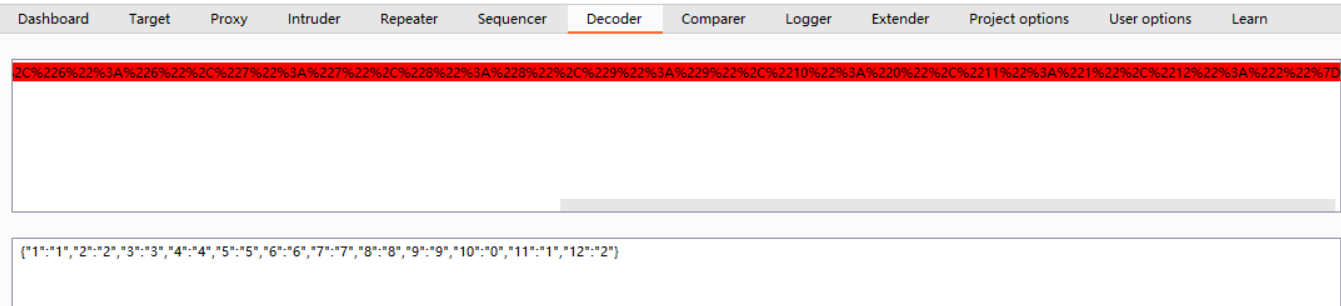 Dashboard Target Proxy Intruder Repeater Sequencer Decoder Comparer Logger Extender Project options User options Learn
2C%226%22%3A%226%22%2C%227%22%3A%227%22%2C%228%22%3A%228%22%2C%229%22%3A%229%22%2C%2210%22%3A%220%22%2C%2211%22%3A%221%22%2C%2212%22%3A%222%22%7D
{"1":"1","2":"2","3":"3","4":"4","5":"5","6":"6","7":"7","8":"8","9":"9","10":"0","11":"1","12":"2"}